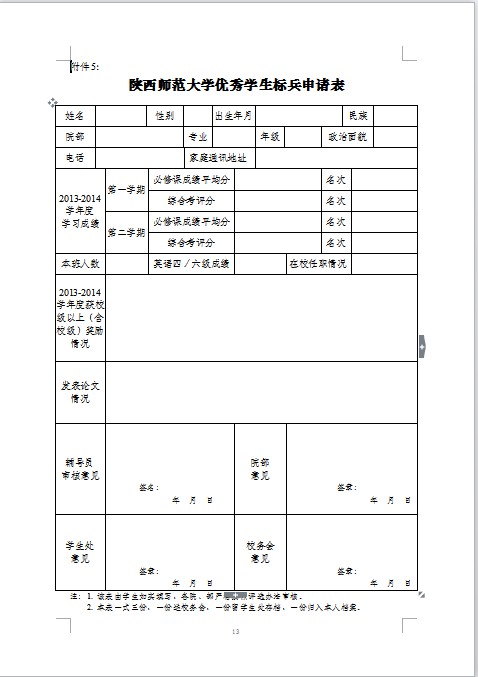 附件5：
陕西师范大学优秀学生标兵申请表
姓名 性别 出生年月 民族
院部 专业 年级 政治面貌
电话 家庭通讯地址
2013-2014
学年度
学习成绩
第一学期 必修课成绩平均分 名次
综合考评分 名次
第二学期 必修课成绩平均分 名次
综合考评分 名次
本班人数 英语四／六级成绩 在校任职情况
2013-2014
学年度获校
级以上（含
校级）奖励
情况
发表论文
情况
辅导员
审核意见
签名：
年 月 日
院部
意见
签章：
年 月 日
学生处
意见
签章：
年 月 日
校务会
意见
签章：
年 月 日
注：1. 该表由学生如实填写，各院、部严 评选办法审核。
2. 本表一式三份，一份送校务会，一份留学生处存档，一份归入本人档案。
13